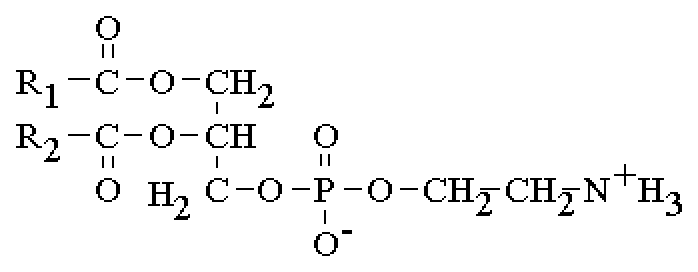 O
R1–C–O–CH2
R2–C–O–CH O
O H2 C–O–P–O–CH2–CH2–N+H3
O-